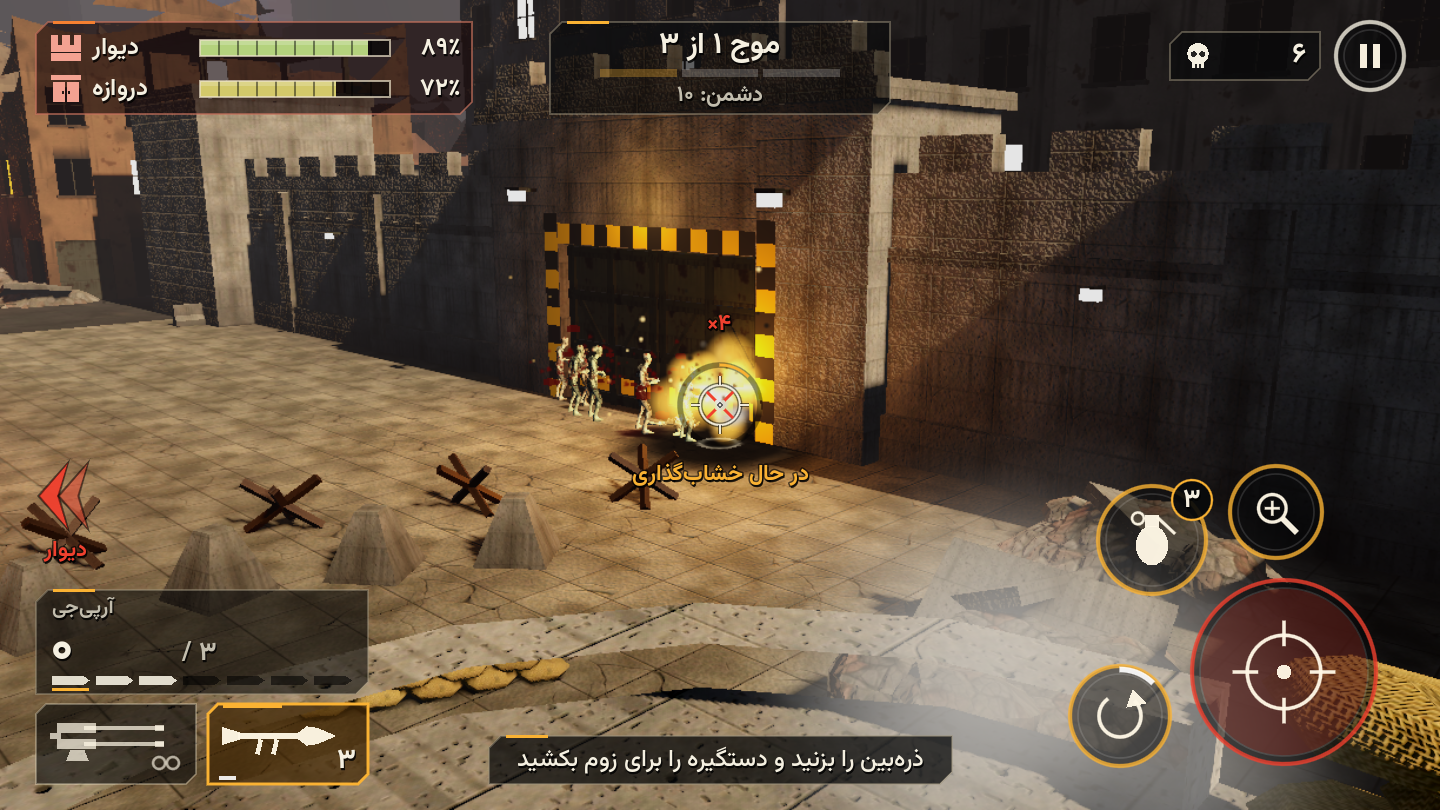 دیوار ۸۹٪
دروازه ۷۲٪
موج ۱ از ۳
دشمن: ۱۰
۶
×۴
در حال خشاب‌گذاری
دیوار
۳
آرپی‌جی
۰ / ۳
∞
۳
ذره‌بین را بزنید و دستگیره را برای زوم بکشید